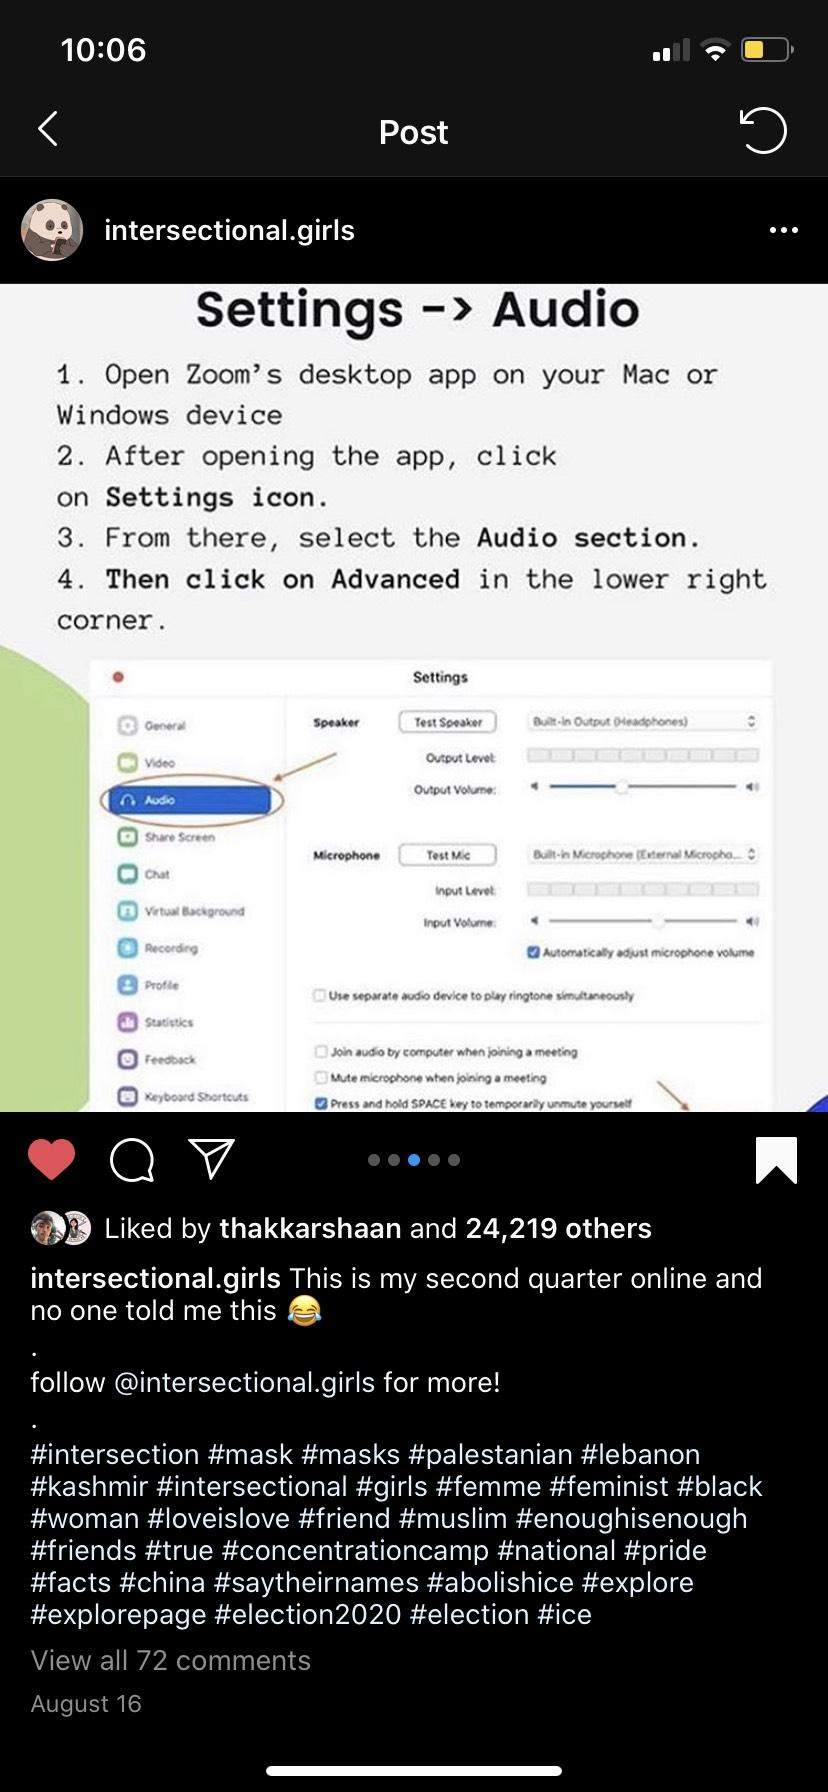 10:06
Post
intersectional.girls
Settings -> Audio
1. Open Zoom's desktop app on your Mac or
Windows device
2. After opening the app, click
on Settings icon.
3. From there, select the Audio section.
4. Then click on Advanced in the lower right
corner.
Settings
General
Video
Audio
Share Screen
Chat
Virtual Background
Recording
Profile
Statistics
Feedback
Keyboard Shortcuts
Speaker Test Speaker Built-in Output (Headphones)
Output Level:
Output Volume:
Microphone Test Mic Built-in Microphone (External Micropho...
Input Level:
Input Volume:
Automatically adjust microphone volume
Use separate audio device to play ringtone simultaneously
Join audio by computer when joining a meeting
Mute microphone when joining a meeting
Press and hold SPACE key to temporarily unmute yourself
Liked by thakkarshaan and 24,219 others
intersectional.girls This is my second quarter online and
no one told me this 😂
.
follow @intersectional.girls for more!
.
#intersection #mask #masks #palestanian #lebanon
#kashmir #intersectional #girls #femme #feminist #black
#woman #loveislove #friend #muslim #enoughisenough
#friends #true #concentrationcamp #national #pride
#facts #china #saytheirnames #abolishice #explore
#explorepage #election2020 #election #ice
View all 72 comments
August 16